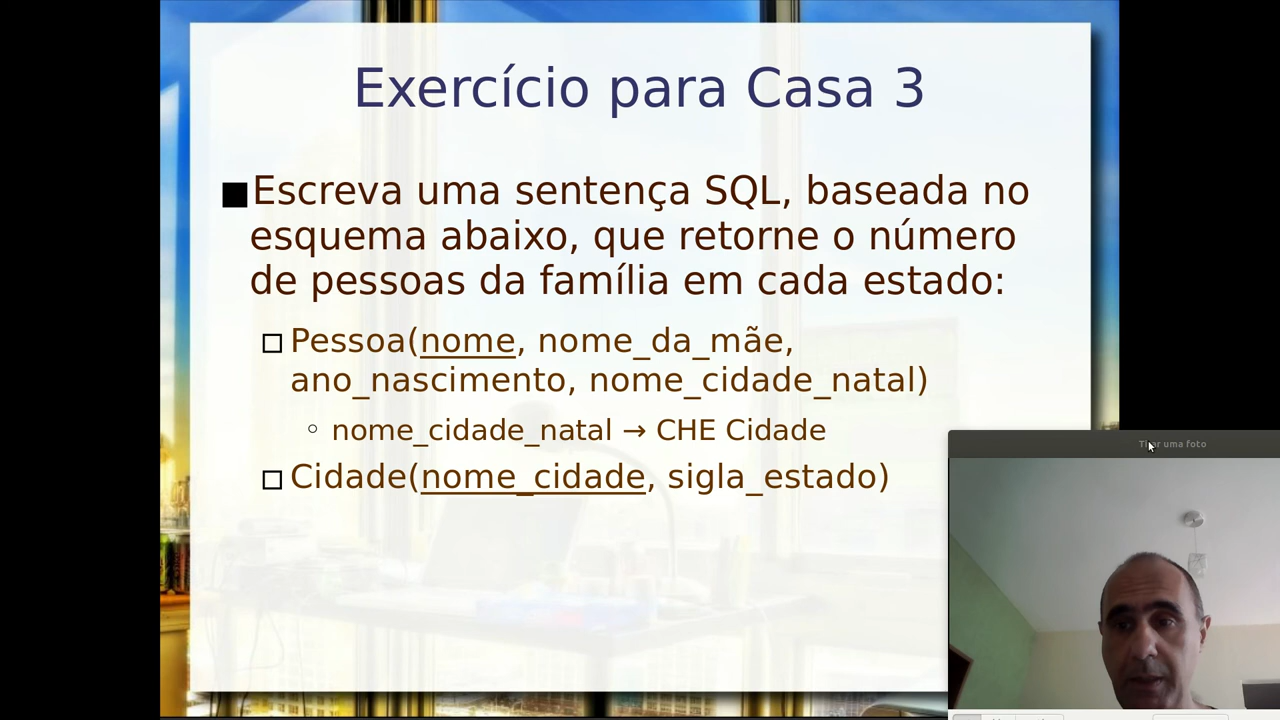 Exercício para Casa 3
Escreva uma sentença SQL, baseada no
esquema abaixo, que retorne o número
de pessoas da família em cada estado:
Pessoa(nome, nome_da_mãe,
ano_nascimento, nome_cidade_natal)
nome_cidade_natal → CHE Cidade
Cidade(nome_cidade, sigla_estado)
Tirar uma foto